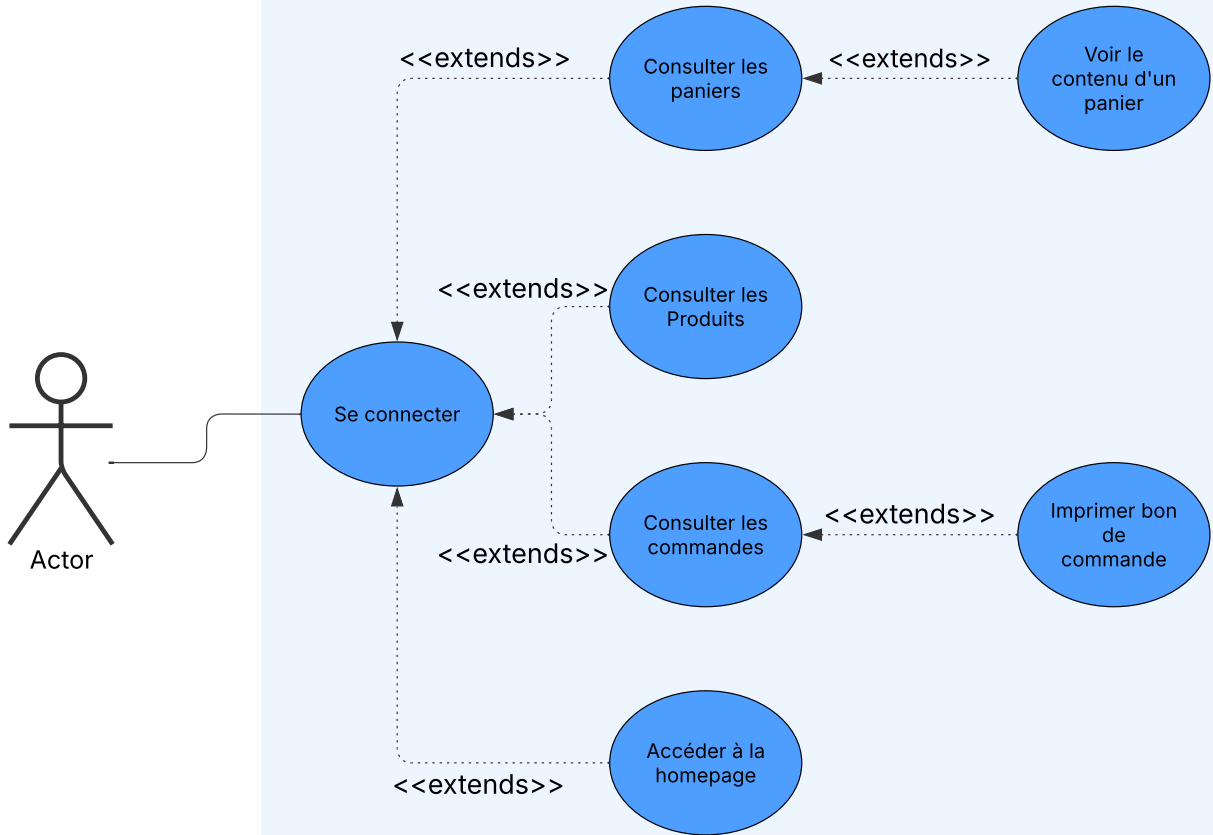 <<extends>>
Consulter les
paniers
<<extends>>
Voir le
contenu d'un
panier
<<extends>>
Consulter les
Produits
Se connecter
Actor
<<extends>>
Consulter les
commandes
<<extends>>
Imprimer bon
de
commande
<<extends>>
Accéder à la
homepage